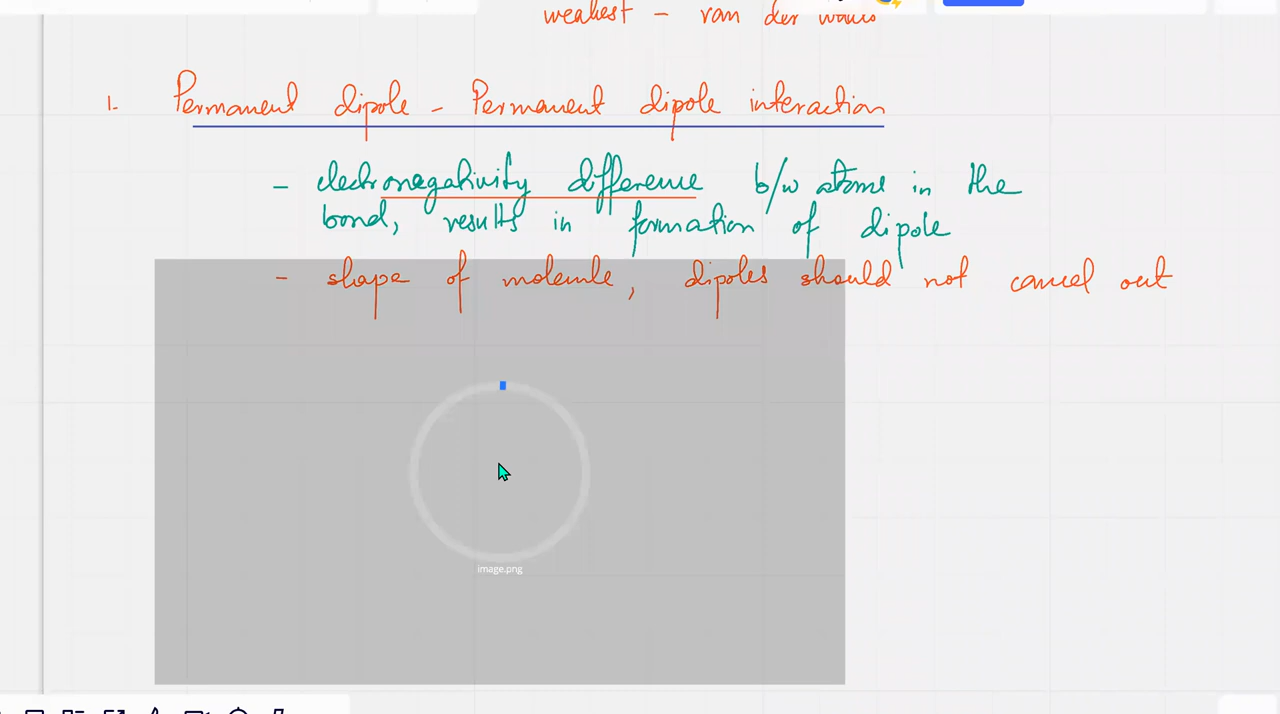 weakest - van der waals
1. Permanent dipole - Permanent dipole interaction
- electronegativity difference b/w atoms in the
bond, results in formation of dipole
- shape of molecule, dipoles should not cancel out
image.png